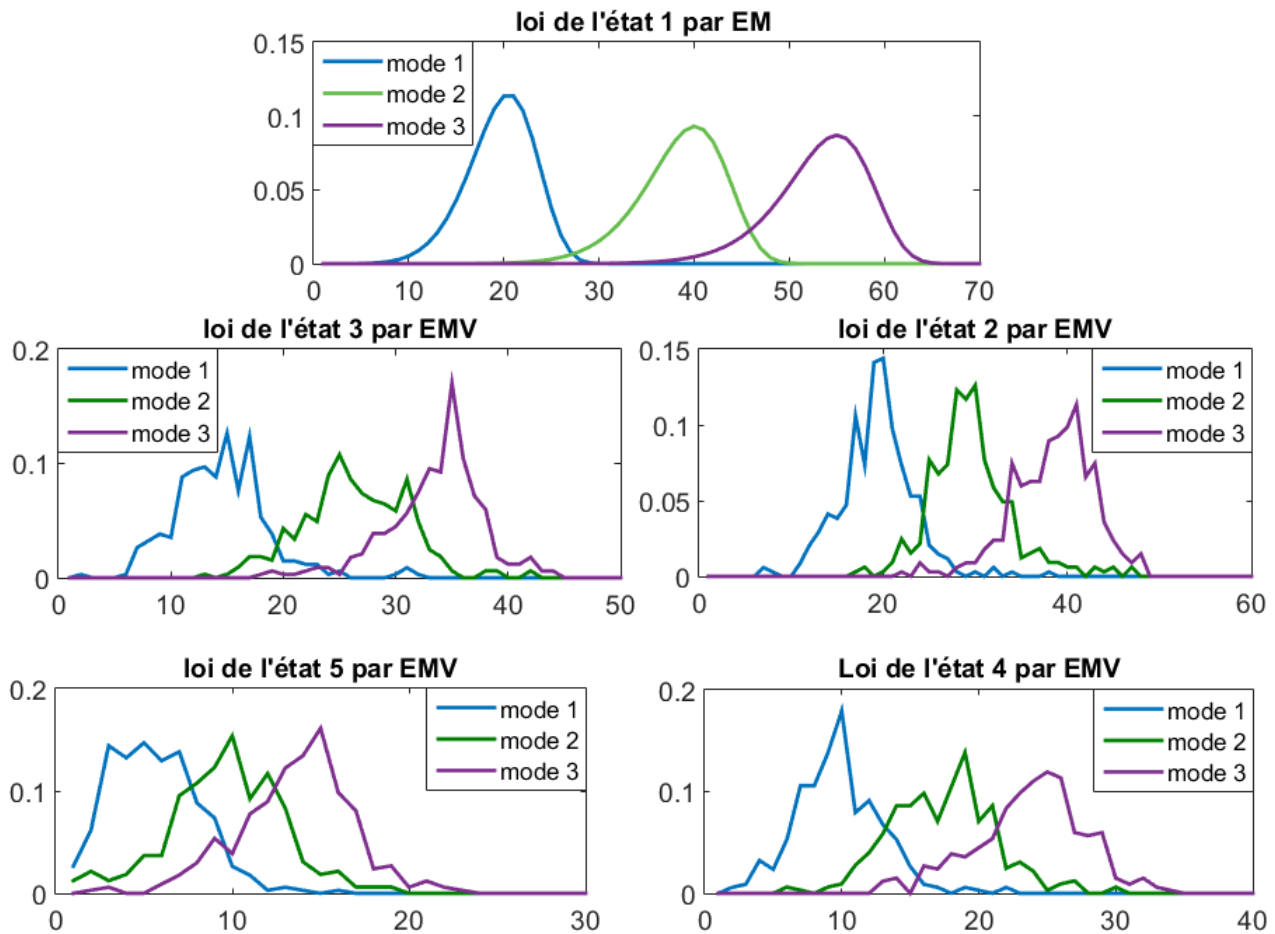 loi de l'état 1 par EM
0.15
0.1
0.05
0
mode 1
mode 2
mode 3
0 10 20 30 40 50 60 70
loi de l'état 3 par EMV
0.2
0.1
0
mode 1
mode 2
mode 3
0 10 20 30 40 50
loi de l'état 2 par EMV
0.15
0.1
0.05
0
mode 1
mode 2
mode 3
0 20 40 60
loi de l'état 5 par EMV
0.2
0.1
0
mode 1
mode 2
mode 3
0 10 20 30
Loi de l'état 4 par EMV
0.2
0.1
0
mode 1
mode 2
mode 3
0 10 20 30 40